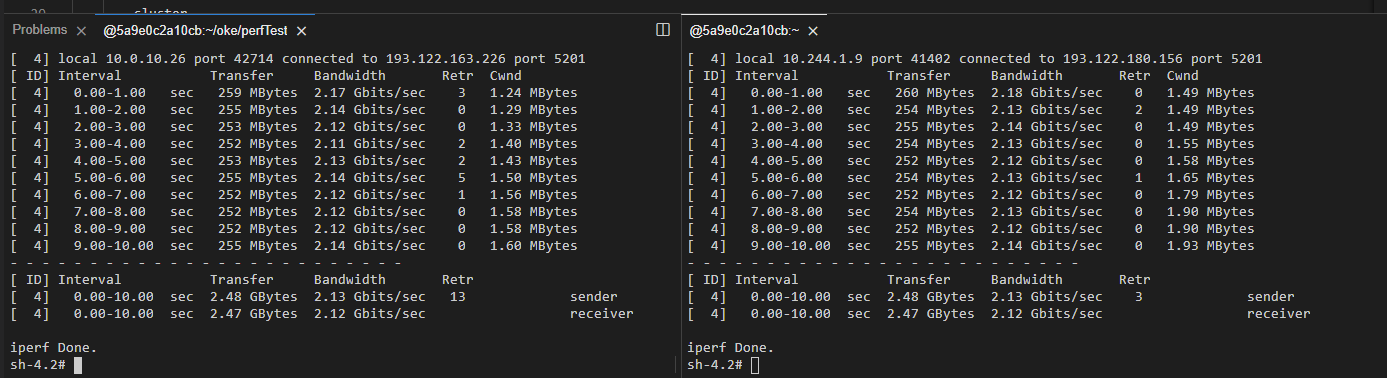 cluster
Problems
@5a9e0c2a10cb:~/oke/perfTest
[  4] local 10.0.10.26 port 42714 connected to 193.122.163.226 port 5201
[ ID] Interval           Transfer     Bandwidth       Retr  Cwnd
[  4]   0.00-1.00   sec   259 MBytes  2.17 Gbits/sec    3   1.24 MBytes
[  4]   1.00-2.00   sec   255 MBytes  2.14 Gbits/sec    0   1.29 MBytes
[  4]   2.00-3.00   sec   253 MBytes  2.12 Gbits/sec    0   1.33 MBytes
[  4]   3.00-4.00   sec   252 MBytes  2.11 Gbits/sec    2   1.40 MBytes
[  4]   4.00-5.00   sec   253 MBytes  2.13 Gbits/sec    2   1.43 MBytes
[  4]   5.00-6.00   sec   255 MBytes  2.14 Gbits/sec    5   1.50 MBytes
[  4]   6.00-7.00   sec   252 MBytes  2.12 Gbits/sec    1   1.56 MBytes
[  4]   7.00-8.00   sec   252 MBytes  2.12 Gbits/sec    0   1.58 MBytes
[  4]   8.00-9.00   sec   252 MBytes  2.12 Gbits/sec    0   1.58 MBytes
[  4]   9.00-10.00  sec   255 MBytes  2.14 Gbits/sec    0   1.60 MBytes
- - - - - - - - - - - - - - - - - - - - - - - - -
[ ID] Interval           Transfer     Bandwidth       Retr
[  4]   0.00-10.00  sec  2.48 GBytes  2.13 Gbits/sec   13             sender
[  4]   0.00-10.00  sec  2.47 GBytes  2.12 Gbits/sec                  receiver
iperf Done.
sh-4.2#
@5a9e0c2a10cb:~
[  4] local 10.244.1.9 port 41402 connected to 193.122.180.156 port 5201
[ ID] Interval           Transfer     Bandwidth       Retr  Cwnd
[  4]   0.00-1.00   sec   260 MBytes  2.18 Gbits/sec    0   1.49 MBytes
[  4]   1.00-2.00   sec   254 MBytes  2.13 Gbits/sec    2   1.49 MBytes
[  4]   2.00-3.00   sec   255 MBytes  2.14 Gbits/sec    0   1.49 MBytes
[  4]   3.00-4.00   sec   254 MBytes  2.13 Gbits/sec    0   1.55 MBytes
[  4]   4.00-5.00   sec   252 MBytes  2.12 Gbits/sec    0   1.58 MBytes
[  4]   5.00-6.00   sec   254 MBytes  2.13 Gbits/sec    1   1.65 MBytes
[  4]   6.00-7.00   sec   252 MBytes  2.12 Gbits/sec    0   1.79 MBytes
[  4]   7.00-8.00   sec   254 MBytes  2.13 Gbits/sec    0   1.90 MBytes
[  4]   8.00-9.00   sec   252 MBytes  2.12 Gbits/sec    0   1.90 MBytes
[  4]   9.00-10.00  sec   255 MBytes  2.14 Gbits/sec    0   1.93 MBytes
- - - - - - - - - - - - - - - - - - - - - - - - -
[ ID] Interval           Transfer     Bandwidth       Retr
[  4]   0.00-10.00  sec  2.48 GBytes  2.13 Gbits/sec    3             sender
[  4]   0.00-10.00  sec  2.47 GBytes  2.12 Gbits/sec                  receiver
iperf Done.
sh-4.2#